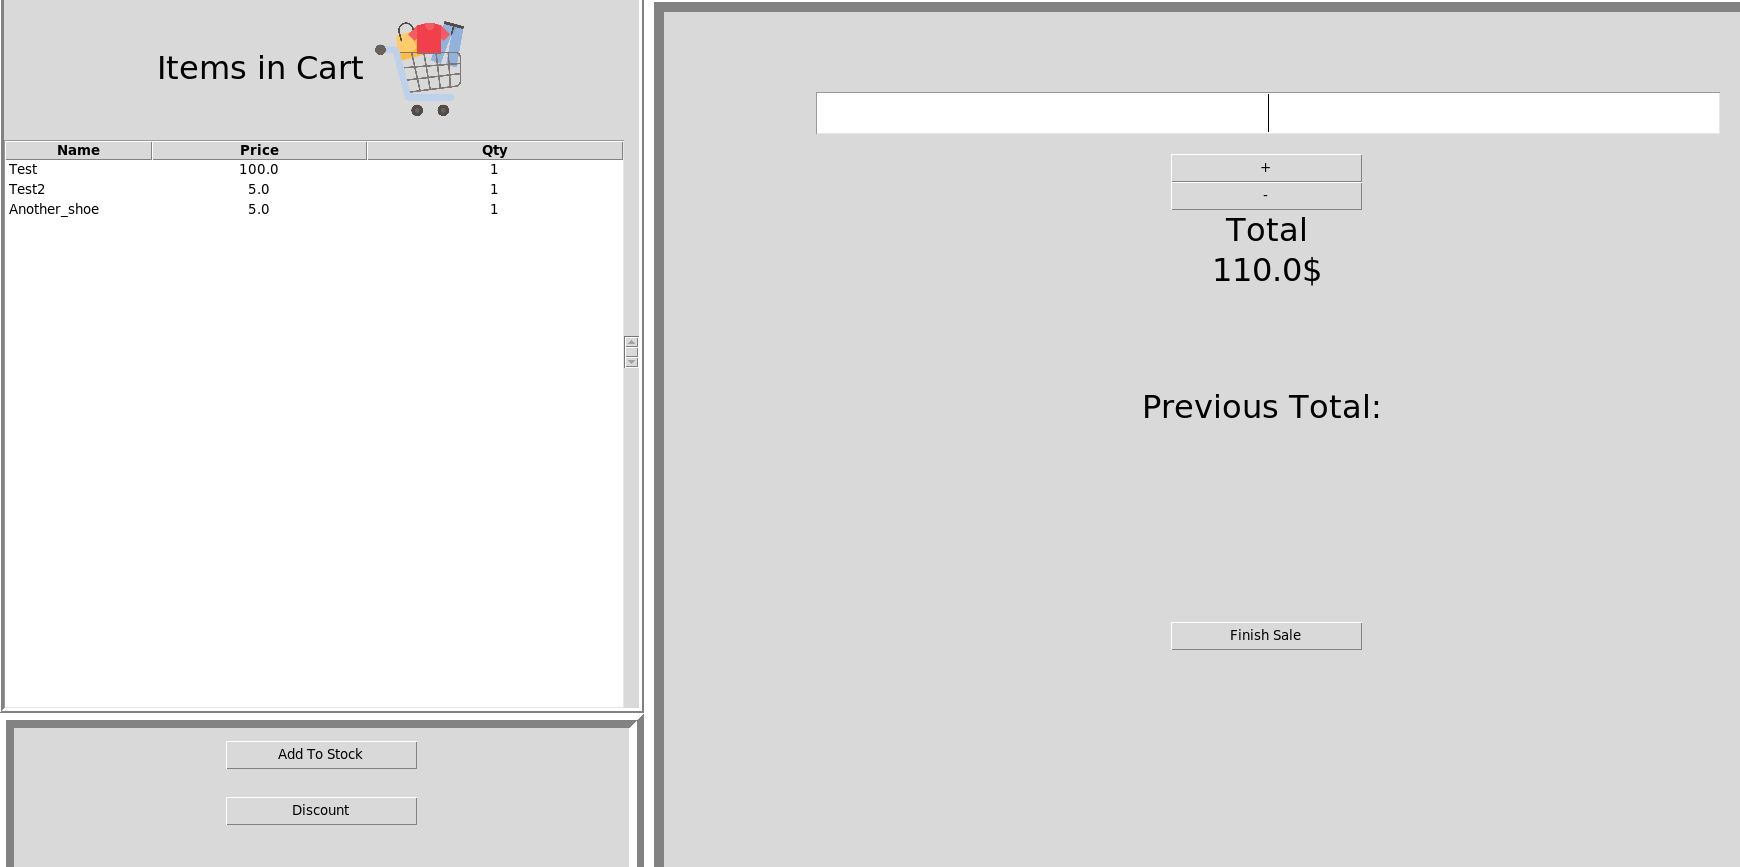 Items in Cart
Name Price Qty
Test 100.0 1
Test2 5.0 1
Another_shoe 5.0 1
Add To Stock
Discount
+
-
Total
110.0$
Previous Total:
Finish Sale